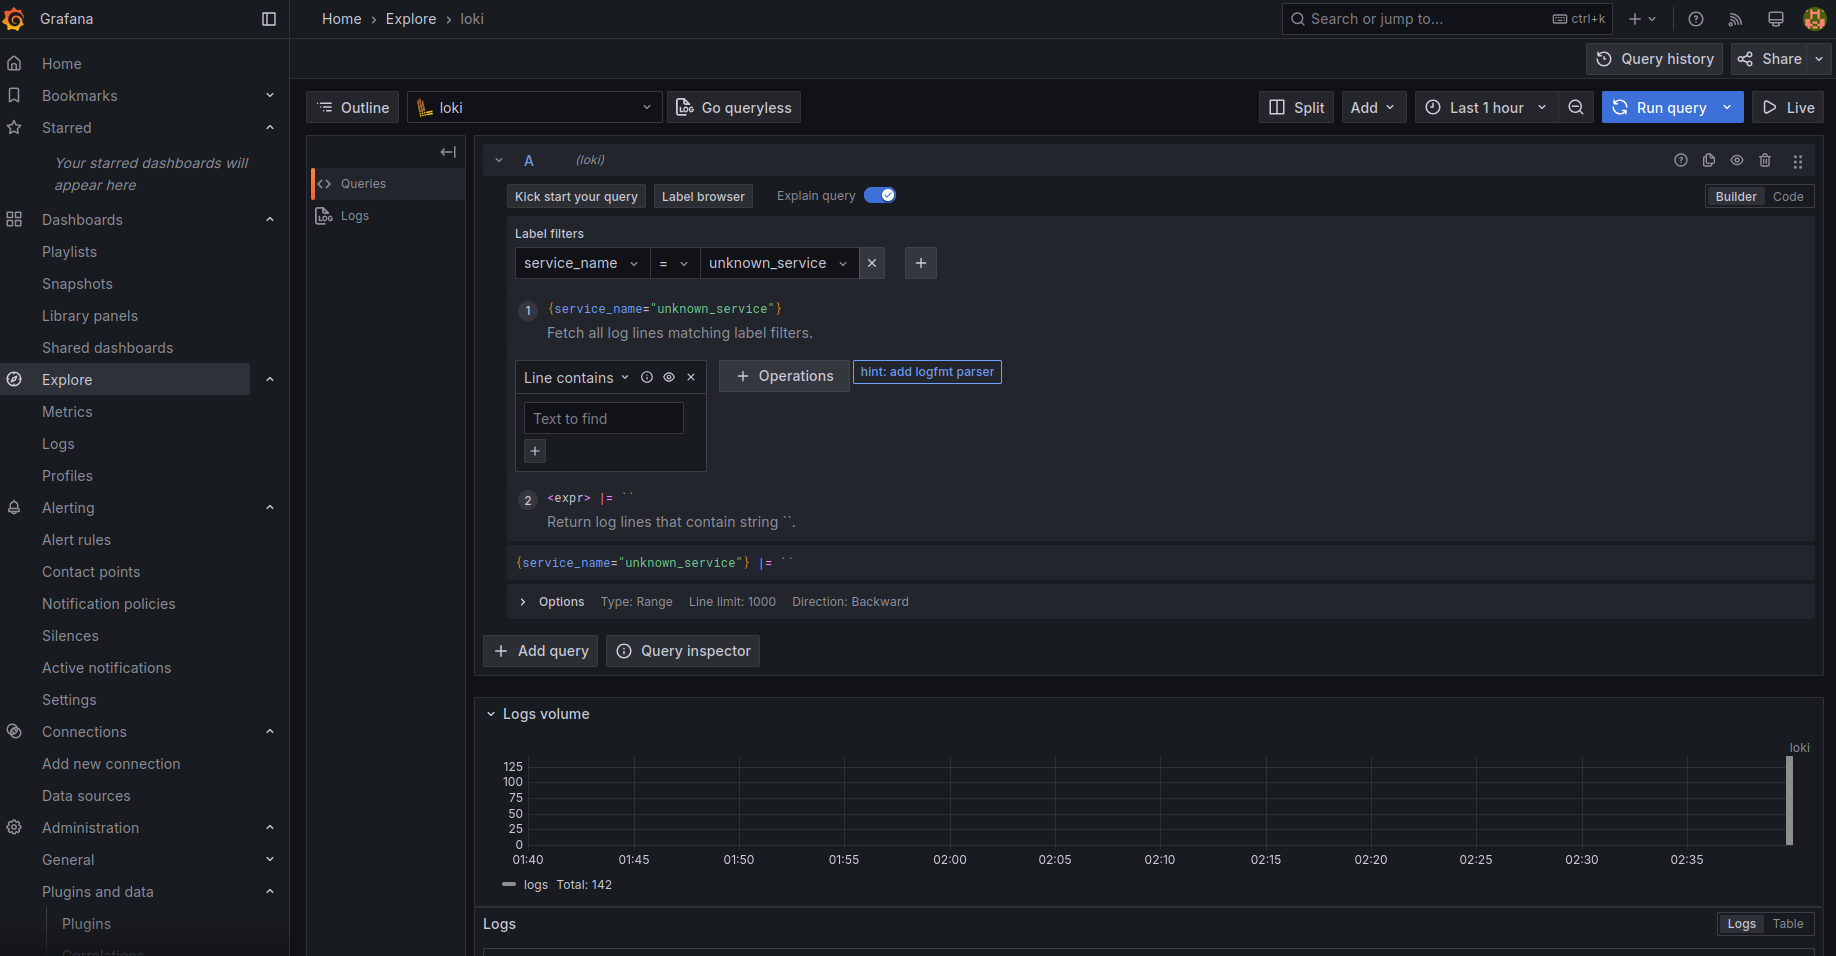 Grafana
Home › Explore › loki
Search or jump to...
ctrl+k
Query history
Share
Home
Bookmarks
Starred
Your starred dashboards will
appear here
Dashboards
Playlists
Snapshots
Library panels
Shared dashboards
Explore
Metrics
Logs
Profiles
Alerting
Alert rules
Contact points
Notification policies
Silences
Active notifications
Settings
Connections
Add new connection
Data sources
Administration
General
Plugins and data
Plugins
Correlations
Outline
loki
Go queryless
Split
Add
Last 1 hour
Run query
Live
Queries
Logs
A (loki)
Kick start your query
Label browser
Explain query
Builder
Code
Label filters
service_name
=
unknown_service
1 {service_name="unknown_service"}
Fetch all log lines matching label filters.
Line contains
+ Operations
hint: add logfmt parser
Text to find
2 <expr> |= ``
Return log lines that contain string ``.
{service_name="unknown_service"} |= ``
Options Type: Range Line limit: 1000 Direction: Backward
+ Add query
Query inspector
Logs volume
loki
125
100
75
50
25
0
01:40 01:45 01:50 01:55 02:00 02:05 02:10 02:15 02:20 02:25 02:30 02:35
logs Total: 142
Logs
Logs
Table